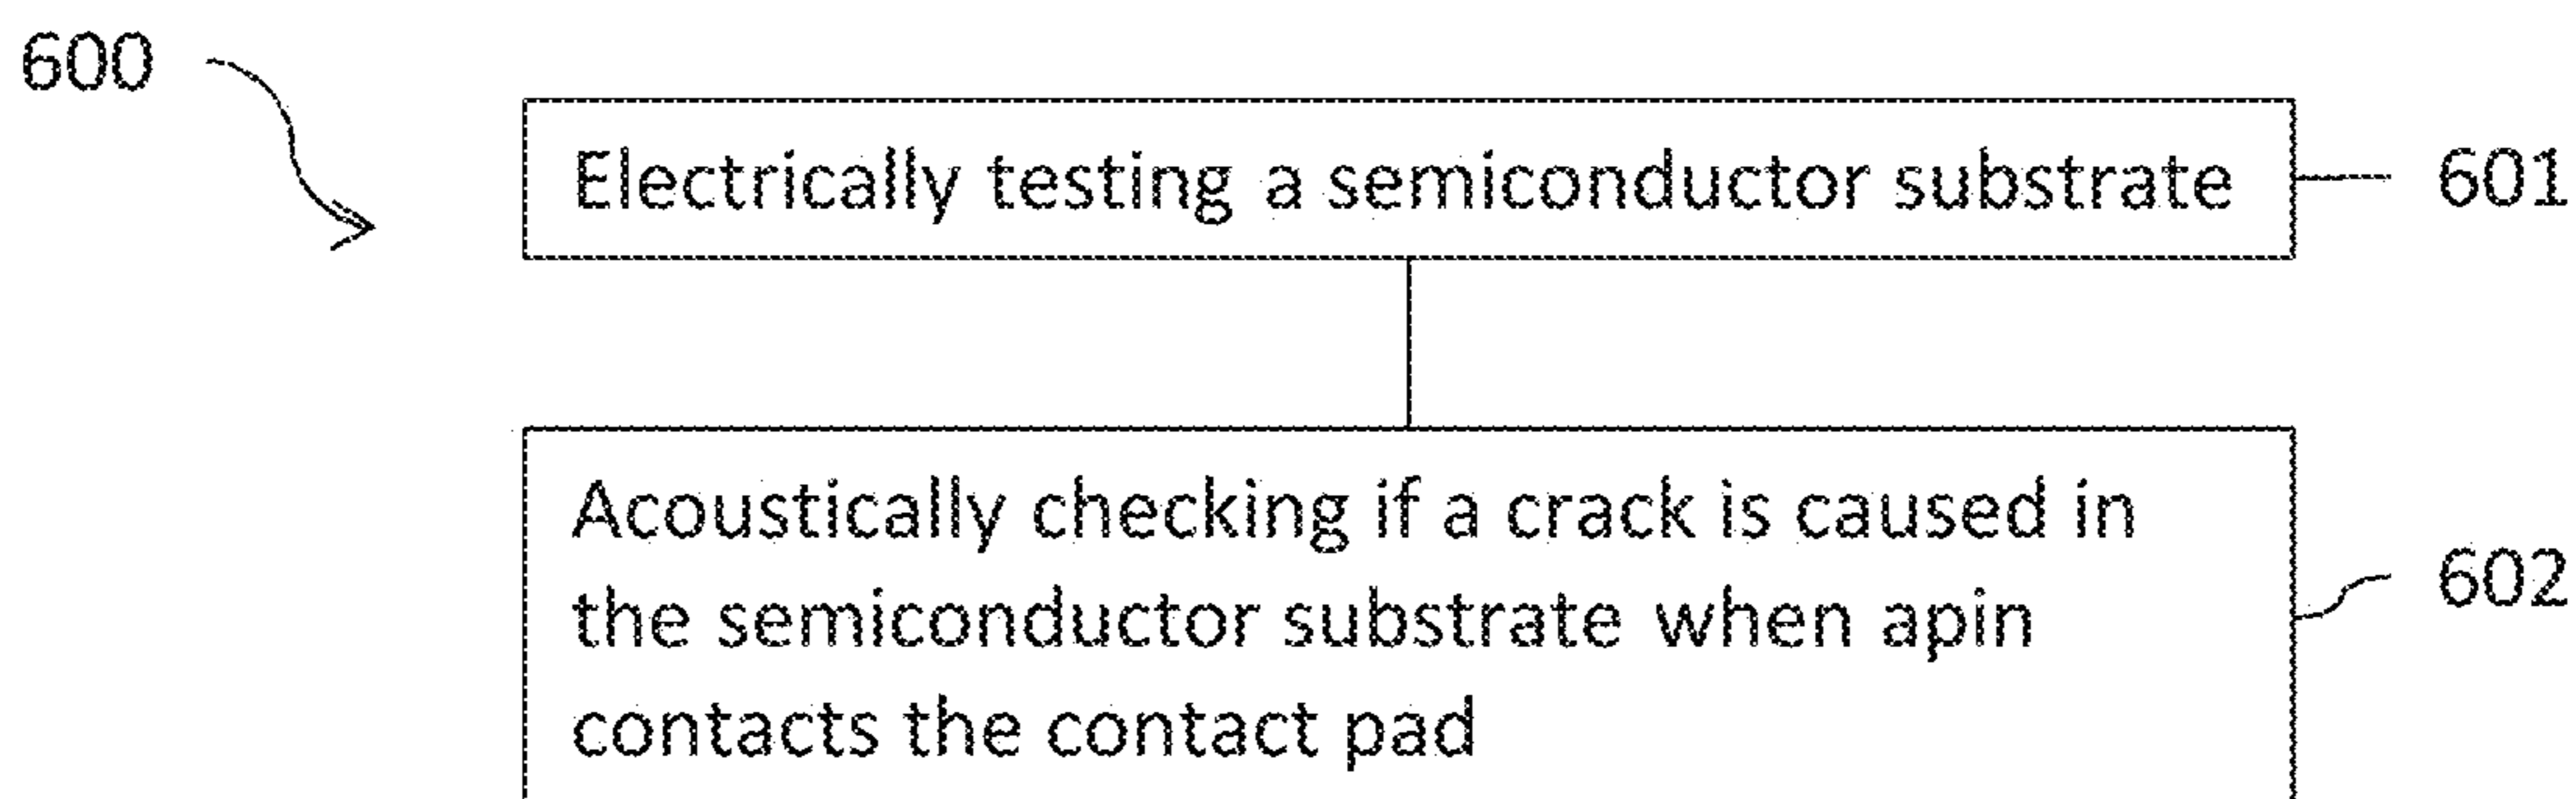 600
Electrically testing a semiconductor substrate
601
Acoustically checking if a crack is caused in
the semiconductor substrate when apin
contacts the contact pad
602